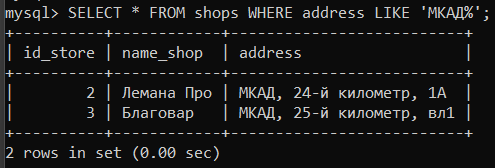 mysql> SELECT * FROM shops WHERE address LIKE 'МКАД%';
+----------+------------+-------------------------+
| id_store | name_shop | address |
+----------+------------+-------------------------+
| 2 | Лемана Про | МКАД, 24-й километр, 1А |
| 3 | Благовар | МКАД, 25-й километр, вл1 |
+----------+------------+-------------------------+
2 rows in set (0.00 sec)